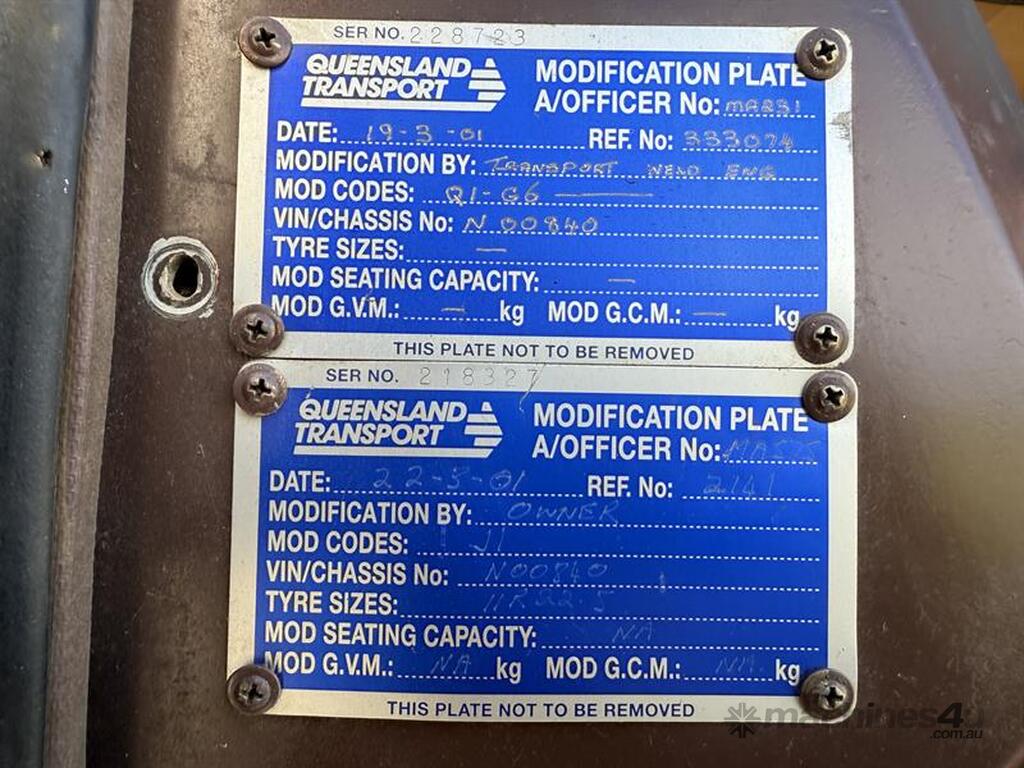 SER NO. 228723
QUEENSLAND TRANSPORT
MODIFICATION PLATE
A/OFFICER No: MA231
DATE: 19-3-01 REF. No: 333074
MODIFICATION BY: TRANSPORT WELD ENG
MOD CODES: Q1-G6 —
VIN/CHASSIS No: N 00840
TYRE SIZES: —
MOD SEATING CAPACITY: —
MOD G.V.M.: — kg MOD G.C.M.: — kg
THIS PLATE NOT TO BE REMOVED
SER NO. 218327
QUEENSLAND TRANSPORT
MODIFICATION PLATE
A/OFFICER No:
DATE: 22-5-01 REF. No: 2141
MODIFICATION BY: OWNER
MOD CODES: J1
VIN/CHASSIS No: N00840
TYRE SIZES: 11R22.5
MOD SEATING CAPACITY: NA
MOD G.V.M.: NA kg MOD G.C.M.: NA kg
THIS PLATE NOT TO BE REMOVED
machines4u
.com.au